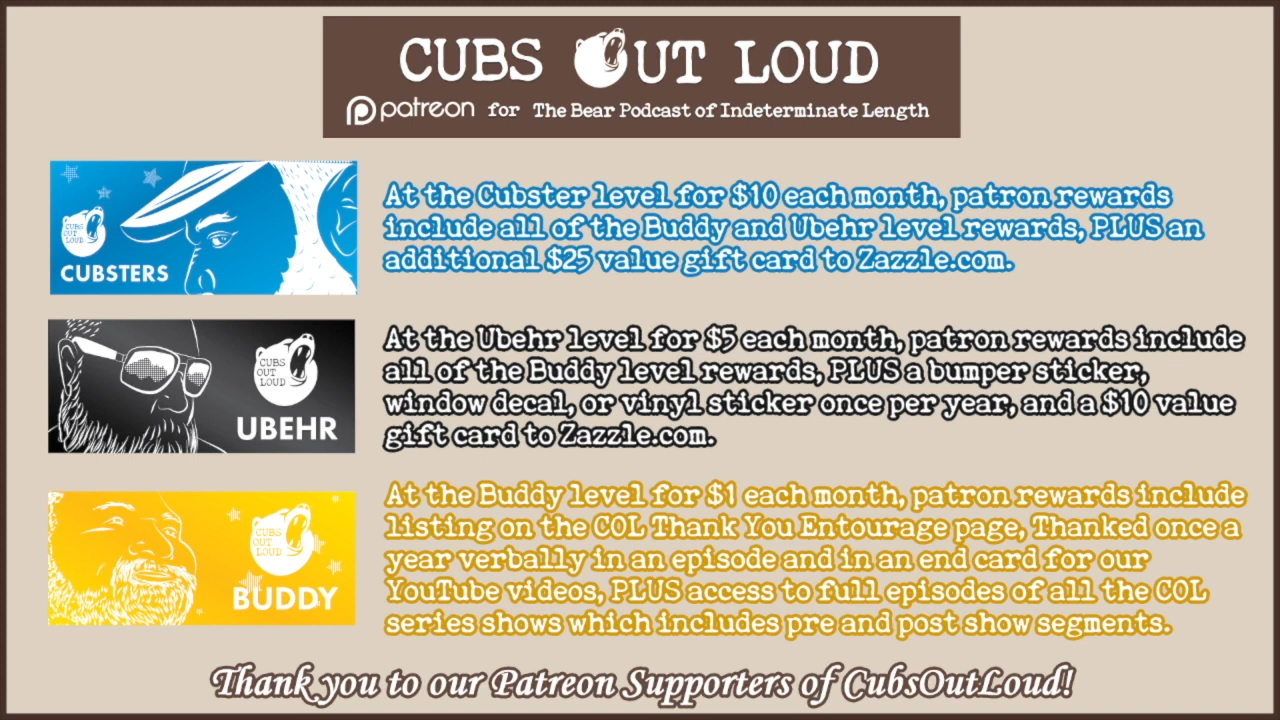 CUBS OUT LOUD
patreon for The Bear Podcast of Indeterminate Length
CUBS
OUT
LOUD
CUBSTERS
At the Cubster level for $10 each month, patron rewards
include all of the Buddy and Ubehr level rewards, PLUS an
additional $25 value gift card to Zazzle.com.
CUBS
OUT
LOUD
UBEHR
At the Ubehr level for $5 each month, patron rewards include
all of the Buddy level rewards, PLUS a bumper sticker,
window decal, or vinyl sticker once per year, and a $10 value
gift card to Zazzle.com.
CUBS
OUT
LOUD
BUDDY
At the Buddy level for $1 each month, patron rewards include
listing on the COL Thank You Entourage page, Thanked once a
year verbally in an episode and in an end card for our
YouTube videos, PLUS access to full episodes of all the COL
series shows which includes pre and post show segments.
Thank you to our Patreon Supporters of CubsOutLoud!